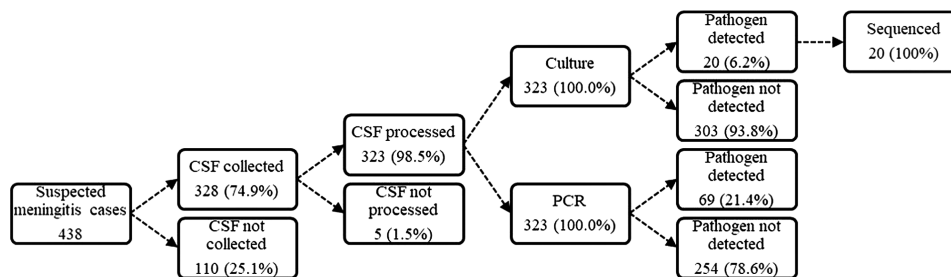 Suspected
meningitis cases
438
CSF collected
328 (74.9%)
CSF not
collected
110 (25.1%)
CSF processed
323 (98.5%)
CSF not
processed
5 (1.5%)
Culture
323 (100.0%)
PCR
323 (100.0%)
Pathogen
detected
20 (6.2%)
Pathogen not
detected
303 (93.8%)
Pathogen
detected
69 (21.4%)
Pathogen not
detected
254 (78.6%)
Sequenced
20 (100%)